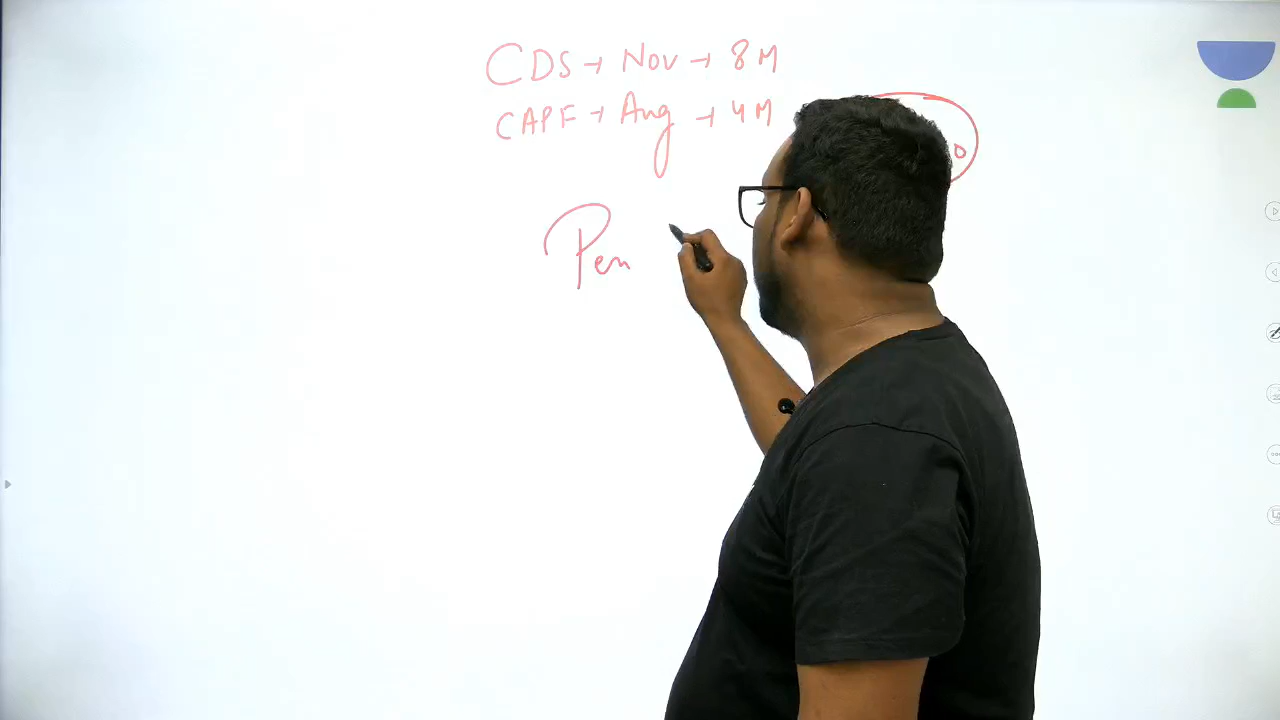 CDS → Nov → 8M
CAPF → Aug → 4M
Pen